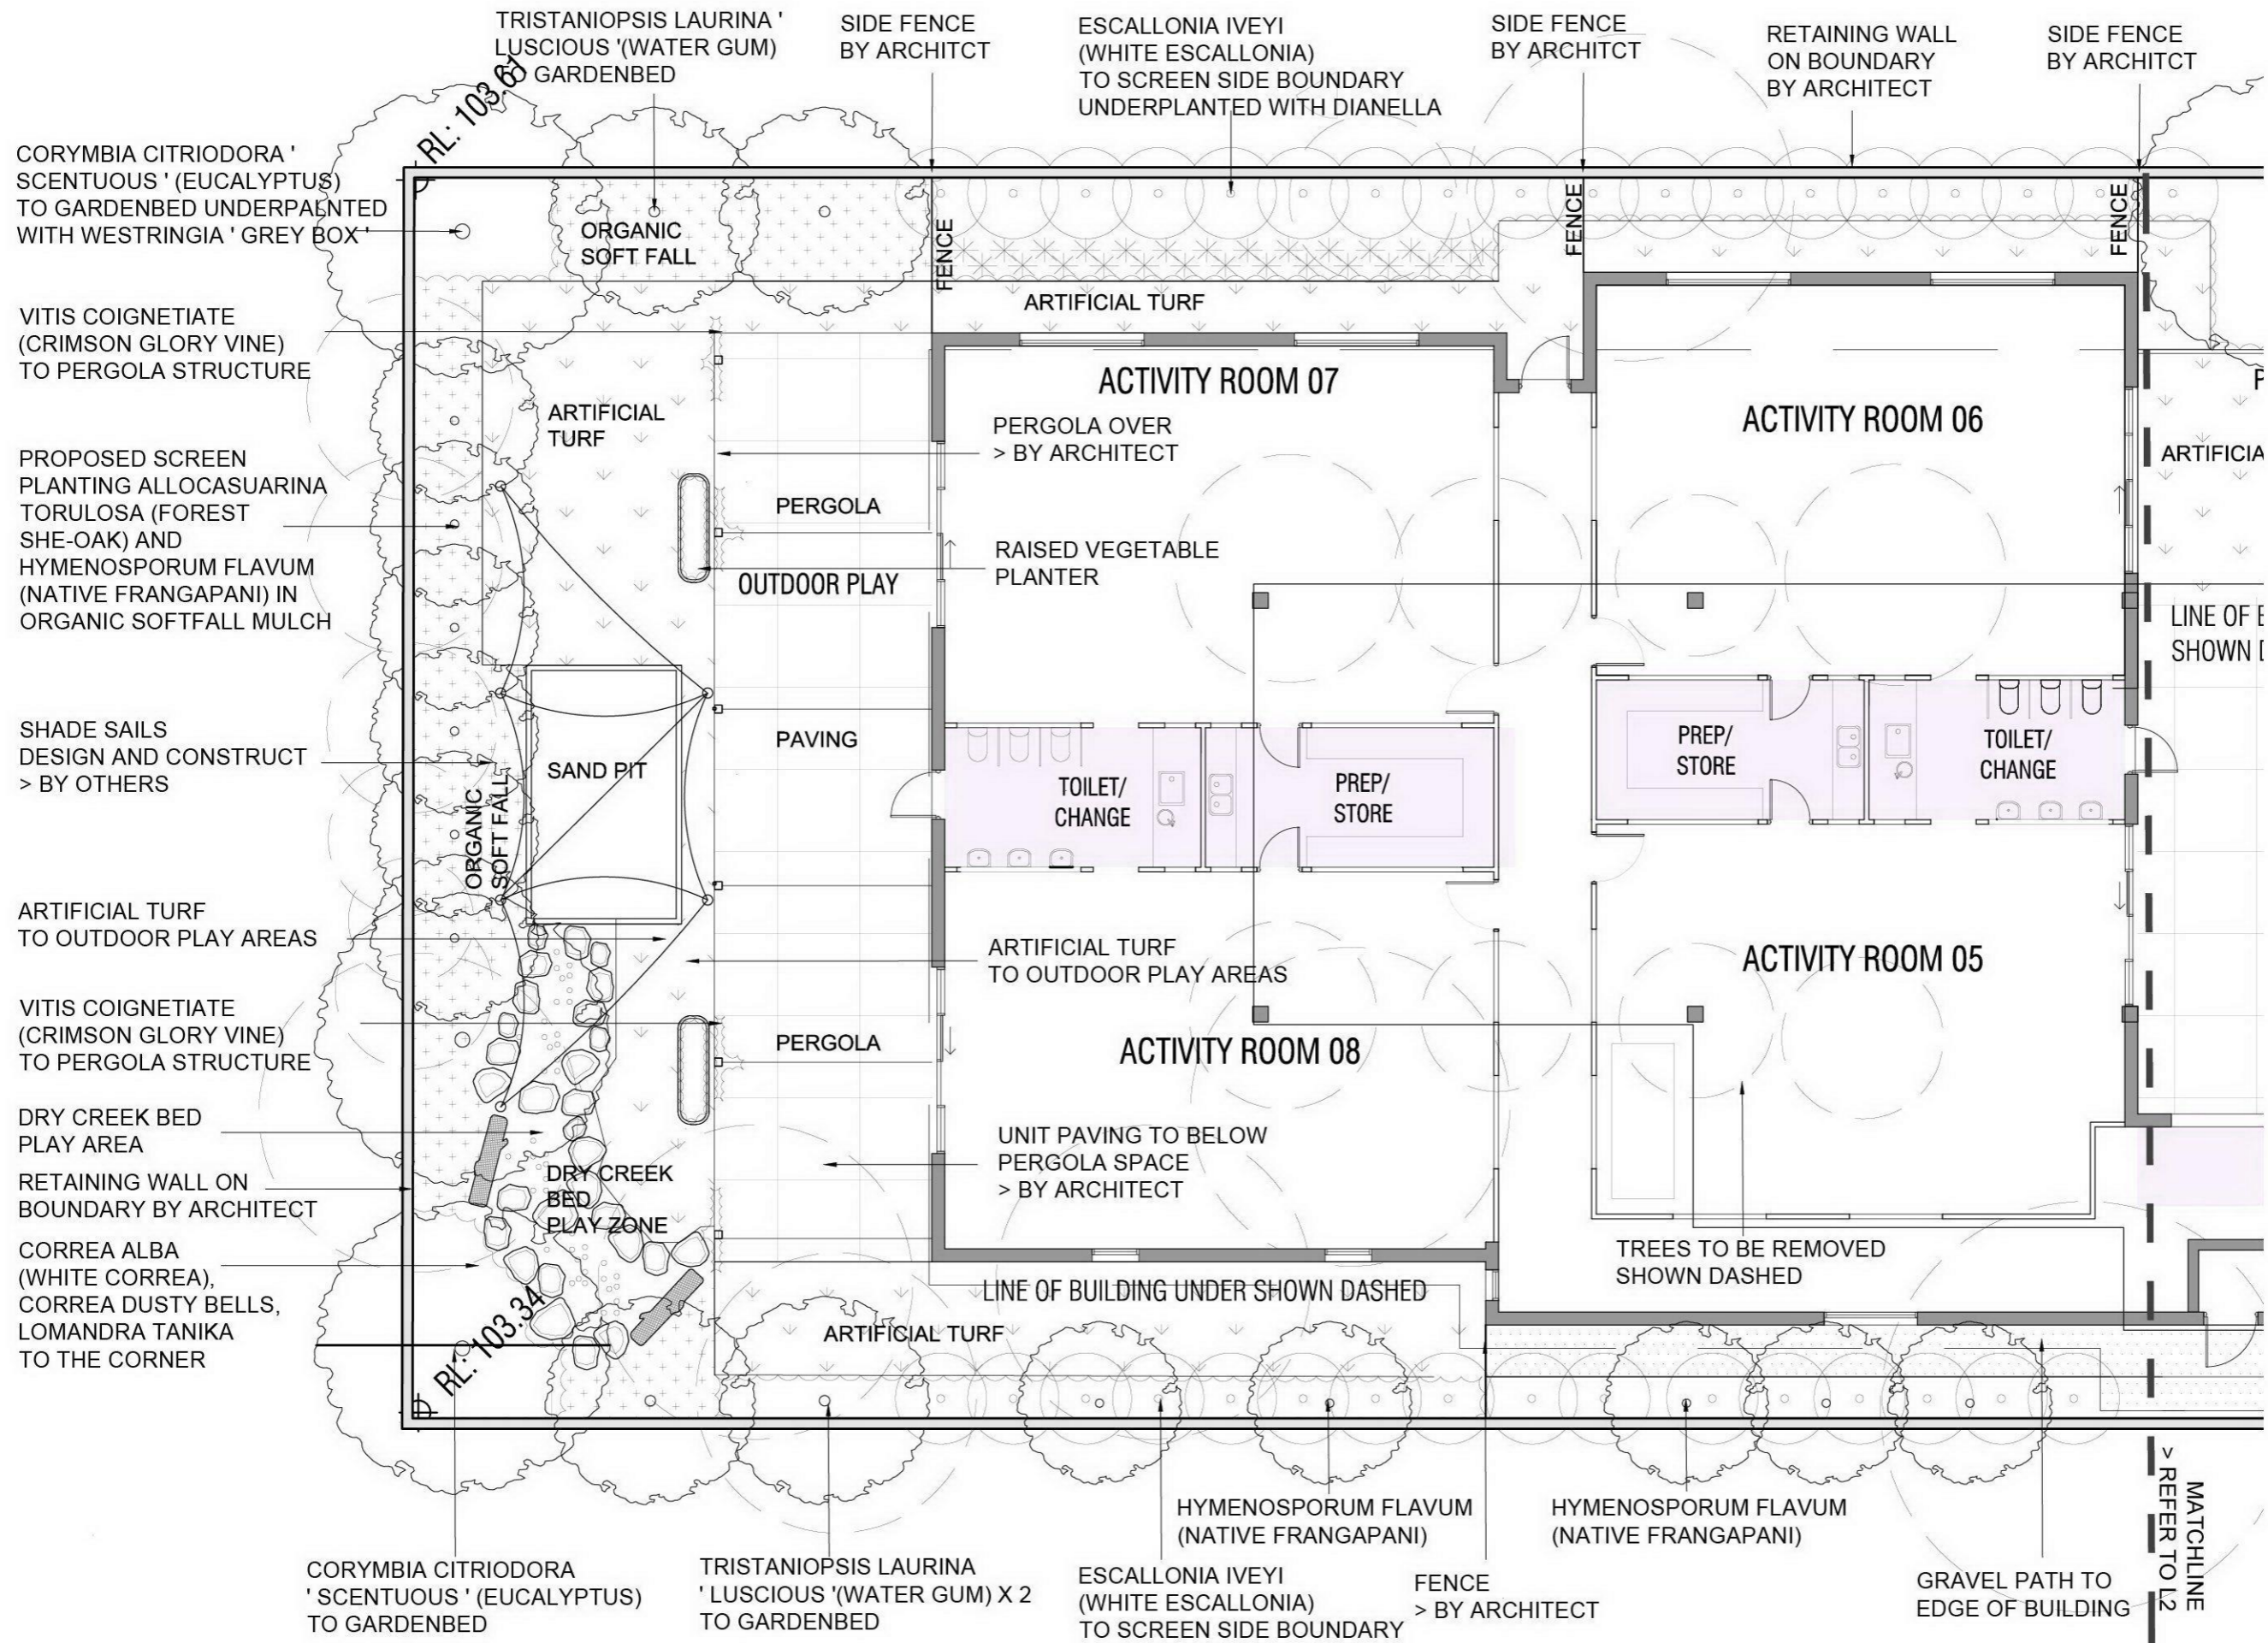 TRISTANIOPSIS LAURINA '
LUSCIOUS '(WATER GUM)
TO GARDENBED
SIDE FENCE
BY ARCHITCT
ESCALLONIA IVEYI
(WHITE ESCALLONIA)
TO SCREEN SIDE BOUNDARY
UNDERPLANTED WITH DIANELLA
SIDE FENCE
BY ARCHITCT
RETAINING WALL
ON BOUNDARY
BY ARCHITECT
SIDE FENCE
BY ARCHITCT
RL: 103.61
CORYMBIA CITRIODORA '
SCENTUOUS ' (EUCALYPTUS)
TO GARDENBED UNDERPALNTED
WITH WESTRINGIA ' GREY BOX '
VITIS COIGNETIATE
(CRIMSON GLORY VINE)
TO PERGOLA STRUCTURE
PROPOSED SCREEN
PLANTING ALLOCASUARINA
TORULOSA (FOREST
SHE-OAK) AND
HYMENOSPORUM FLAVUM
(NATIVE FRANGAPANI) IN
ORGANIC SOFTFALL MULCH
SHADE SAILS
DESIGN AND CONSTRUCT
> BY OTHERS
ARTIFICIAL TURF
TO OUTDOOR PLAY AREAS
VITIS COIGNETIATE
(CRIMSON GLORY VINE)
TO PERGOLA STRUCTURE
DRY CREEK BED
PLAY AREA
RETAINING WALL ON
BOUNDARY BY ARCHITECT
CORREA ALBA
(WHITE CORREA),
CORREA DUSTY BELLS,
LOMANDRA TANIKA
TO THE CORNER
ORGANIC
SOFT FALL
FENCE
FENCE
FENCE
ARTIFICIAL TURF
ARTIFICIAL
TURF
ACTIVITY ROOM 07
PERGOLA OVER
> BY ARCHITECT
PERGOLA
RAISED VEGETABLE
PLANTER
OUTDOOR PLAY
ACTIVITY ROOM 06
P
ARTIFICIA
LINE OF B
SHOWN D
SAND PIT
PAVING
ORGANIC
SOFT FALL
TOILET/
CHANGE
PREP/
STORE
PREP/
STORE
TOILET/
CHANGE
ARTIFICIAL TURF
TO OUTDOOR PLAY AREAS
PERGOLA
ACTIVITY ROOM 08
ACTIVITY ROOM 05
UNIT PAVING TO BELOW
PERGOLA SPACE
> BY ARCHITECT
DRY CREEK
BED
PLAY ZONE
TREES TO BE REMOVED
SHOWN DASHED
LINE OF BUILDING UNDER SHOWN DASHED
ARTIFICIAL TURF
RL: 103.34
CORYMBIA CITRIODORA
' SCENTUOUS ' (EUCALYPTUS)
TO GARDENBED
TRISTANIOPSIS LAURINA
' LUSCIOUS '(WATER GUM) X 2
TO GARDENBED
HYMENOSPORUM FLAVUM
(NATIVE FRANGAPANI)
ESCALLONIA IVEYI
(WHITE ESCALLONIA)
TO SCREEN SIDE BOUNDARY
FENCE
> BY ARCHITECT
HYMENOSPORUM FLAVUM
(NATIVE FRANGAPANI)
GRAVEL PATH TO
EDGE OF BUILDING
MATCHLINE
> REFER TO L2